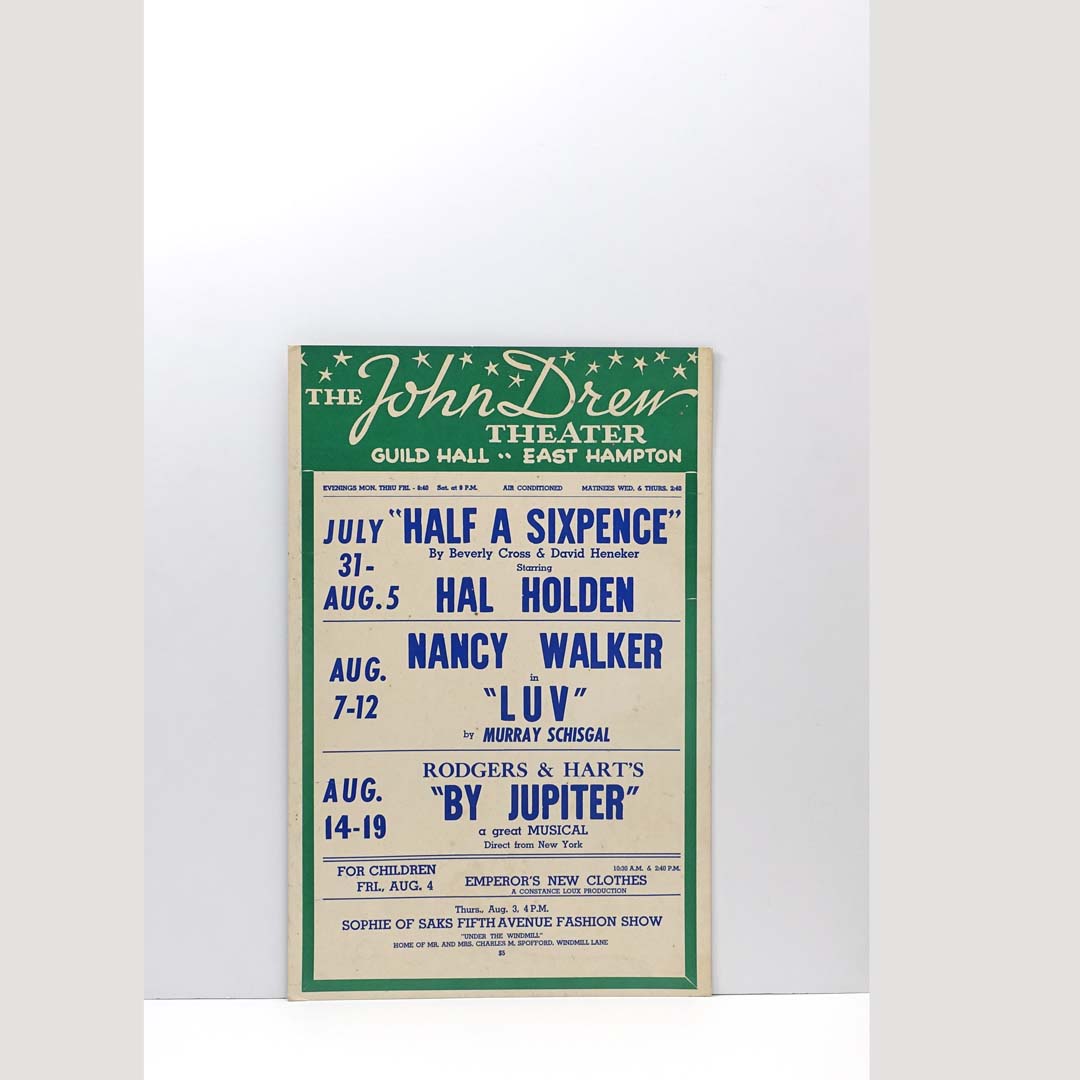 THE John Drew
THEATER
GUILD HALL •• EAST HAMPTON
EVENINGS MON. THRU FRI. - 8:40 Sat. at 9 P.M. AIR CONDITIONED MATINEES WED. & THURS. 2:40
JULY
31-
AUG. 5
"HALF A SIXPENCE"
By Beverly Cross & David Heneker
Starring
HAL HOLDEN
AUG.
7-12
NANCY WALKER
in
"LUV"
by MURRAY SCHISGAL
AUG.
14-19
RODGERS & HART'S
"BY JUPITER"
a great MUSICAL
Direct from New York
FOR CHILDREN
FRI., AUG. 4
10:30 A.M. & 2:40 P.M.
EMPEROR'S NEW CLOTHES
A CONSTANCE LOUX PRODUCTION
Thurs., Aug. 3, 4 P.M.
SOPHIE OF SAKS FIFTH AVENUE FASHION SHOW
"UNDER THE WINDMILL"
HOME OF MR. AND MRS. CHARLES M. SPOFFORD, WINDMILL LANE
$5